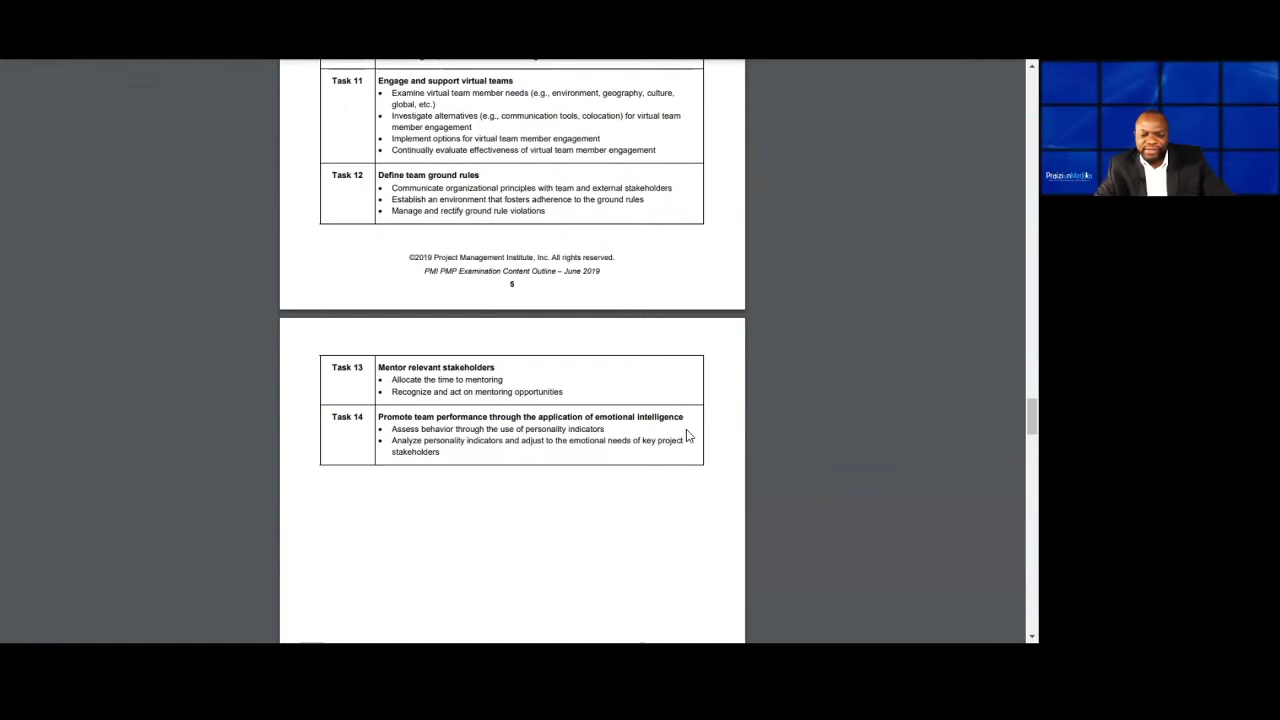 Task 11
Engage and support virtual teams
• Examine virtual team member needs (e.g., environment, geography, culture,
global, etc.)
• Investigate alternatives (e.g., communication tools, colocation) for virtual team
member engagement
• Implement options for virtual team member engagement
• Continually evaluate effectiveness of virtual team member engagement
Task 12
Define team ground rules
• Communicate organizational principles with team and external stakeholders
• Establish an environment that fosters adherence to the ground rules
• Manage and rectify ground rule violations
©2019 Project Management Institute, Inc. All rights reserved.
PMI PMP Examination Content Outline – June 2019
5
Task 13
Mentor relevant stakeholders
• Allocate the time to mentoring
• Recognize and act on mentoring opportunities
Task 14
Promote team performance through the application of emotional intelligence
• Assess behavior through the use of personality indicators
• Analyze personality indicators and adjust to the emotional needs of key project
stakeholders
PraizionMedia